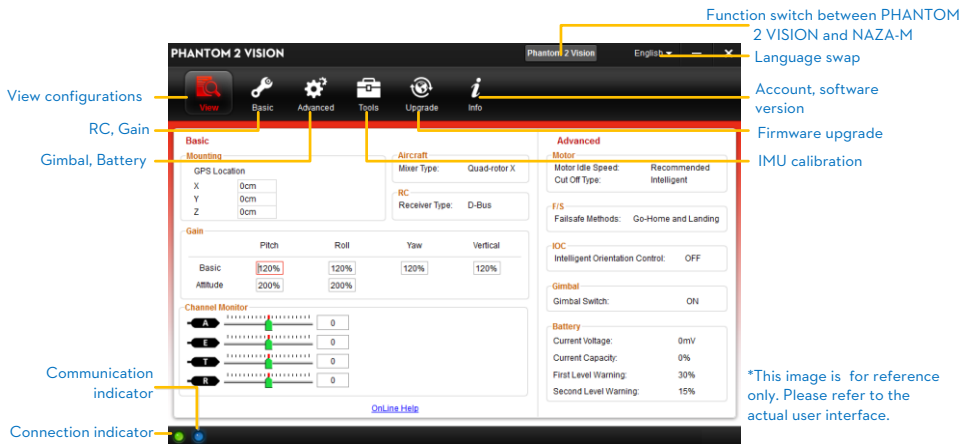 Function switch between PHANTOM
2 VISION and NAZA-M
PHANTOM 2 VISION
Phantom 2 Vision
English
Language swap
View configurations
RC, Gain
Gimbal, Battery
View
Basic
Advanced
Tools
Upgrade
Info
Account, software
version
Firmware upgrade
IMU calibration
Basic
Mounting
GPS Location
X 0cm
Y 0cm
Z 0cm
Aircraft
Mixer Type: Quad-rotor X
RC
Receiver Type: D-Bus
Gain
Pitch Roll Yaw Vertical
Basic 120% 120% 120% 120%
Attitude 200% 200%
Channel Monitor
A 0
E 0
T 0
R 0
OnLine Help
Advanced
Motor
Motor Idle Speed: Recommended
Cut Off Type: Intelligent
F/S
Failsafe Methods: Go-Home and Landing
IOC
Intelligent Orientation Control: OFF
Gimbal
Gimbal Switch: ON
Battery
Current Voltage: 0mV
Current Capacity: 0%
First Level Warning: 30%
Second Level Warning: 15%
Communication
indicator
Connection indicator
*This image is for reference
only. Please refer to the
actual user interface.